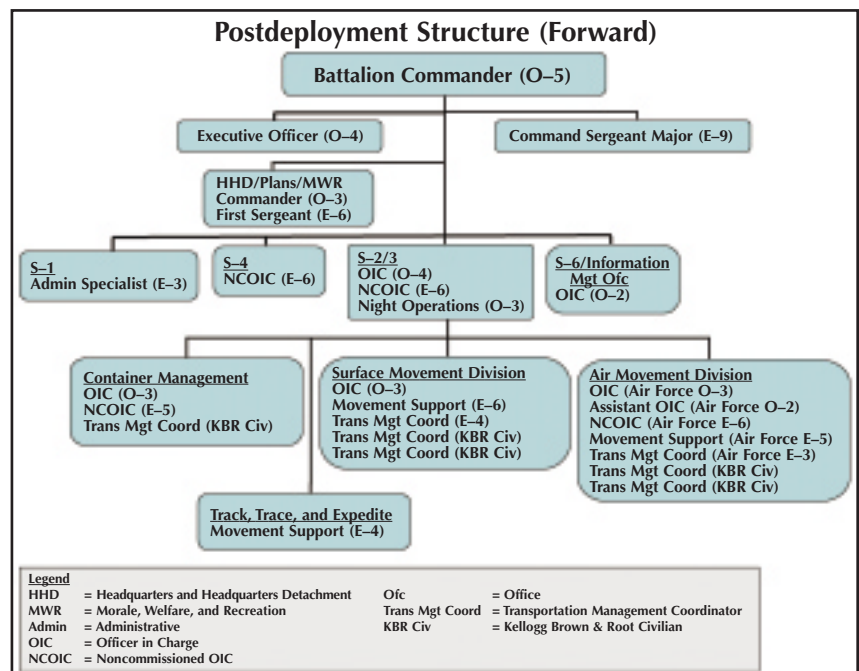 Postdeployment Structure (Forward)
Battalion Commander (O–5)
Executive Officer (O–4)
Command Sergeant Major (E–9)
HHD/Plans/MWR
Commander (O–3)
First Sergeant (E–6)
S–1
Admin Specialist (E–3)
S–4
NCOIC (E–6)
S–2/3
OIC (O–4)
NCOIC (E–6)
Night Operations (O–3)
S–6/Information
Mgt Ofc
OIC (O–2)
Container Management
OIC (O–3)
NCOIC (E–5)
Trans Mgt Coord (KBR Civ)
Surface Movement Division
OIC (O–3)
Movement Support (E–6)
Trans Mgt Coord (E–4)
Trans Mgt Coord (KBR Civ)
Trans Mgt Coord (KBR Civ)
Air Movement Division
OIC (Air Force O–3)
Assistant OIC (Air Force O–2)
NCOIC (Air Force E–6)
Movement Support (Air Force E–5)
Trans Mgt Coord (Air Force E–3)
Trans Mgt Coord (KBR Civ)
Trans Mgt Coord (KBR Civ)
Track, Trace, and Expedite
Movement Support (E–4)
Legend
HHD = Headquarters and Headquarters Detachment
MWR = Morale, Welfare, and Recreation
Admin = Administrative
OIC = Officer in Charge
NCOIC = Noncommissioned OIC
Ofc = Office
Trans Mgt Coord = Transportation Management Coordinator
KBR Civ = Kellogg Brown & Root Civilian